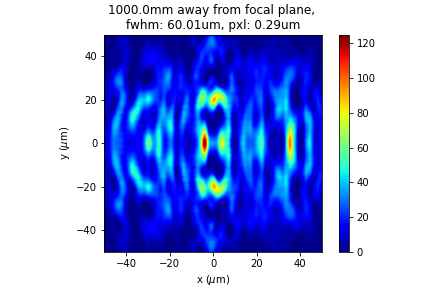 1000.0mm away from focal plane,
fwhm: 60.01um, pxl: 0.29um
120
100
80
60
40
20
0
40
20
0
−20
−40
y (μm)
−40 −20 0 20 40
x (μm)